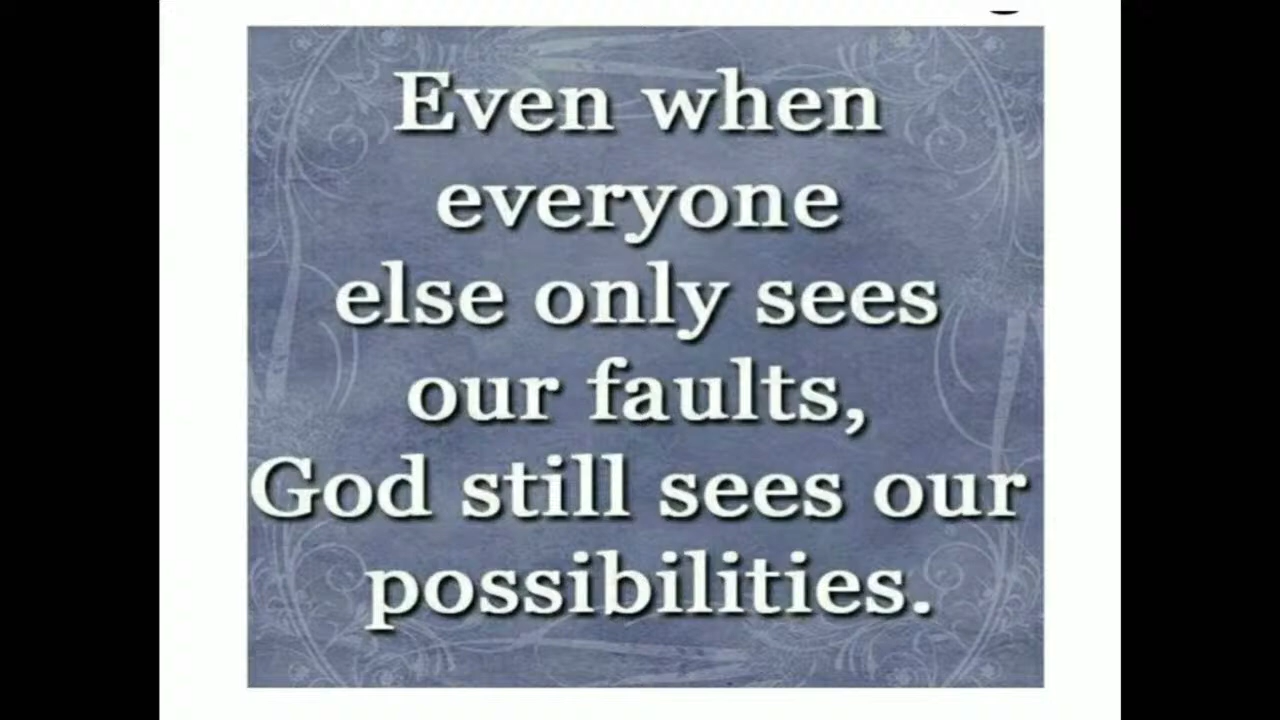 Even when
everyone
else only sees
our faults,
God still sees our
possibilities.